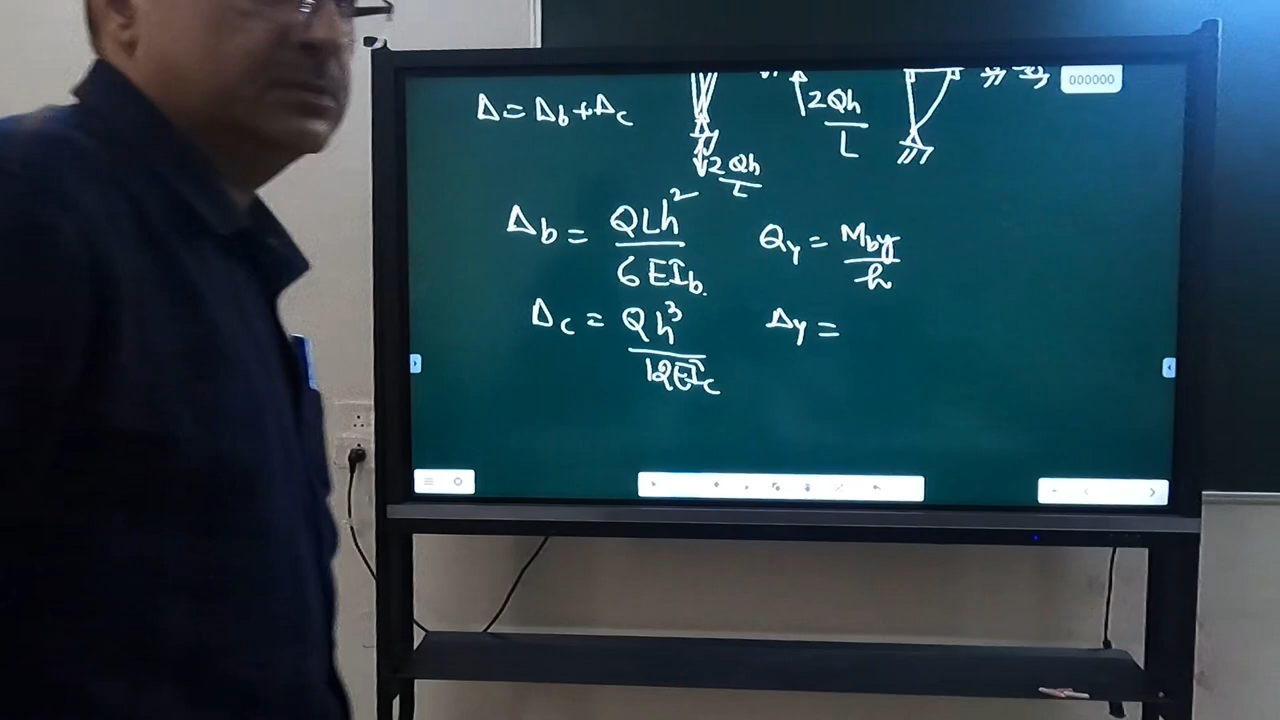 Δ = Δb + Δc
2Qh/L
2Qh/L
Δb = QLh²/6EIb.
Qy = Mby/h
Δc = Qh³/12EIc
Δy =
000000